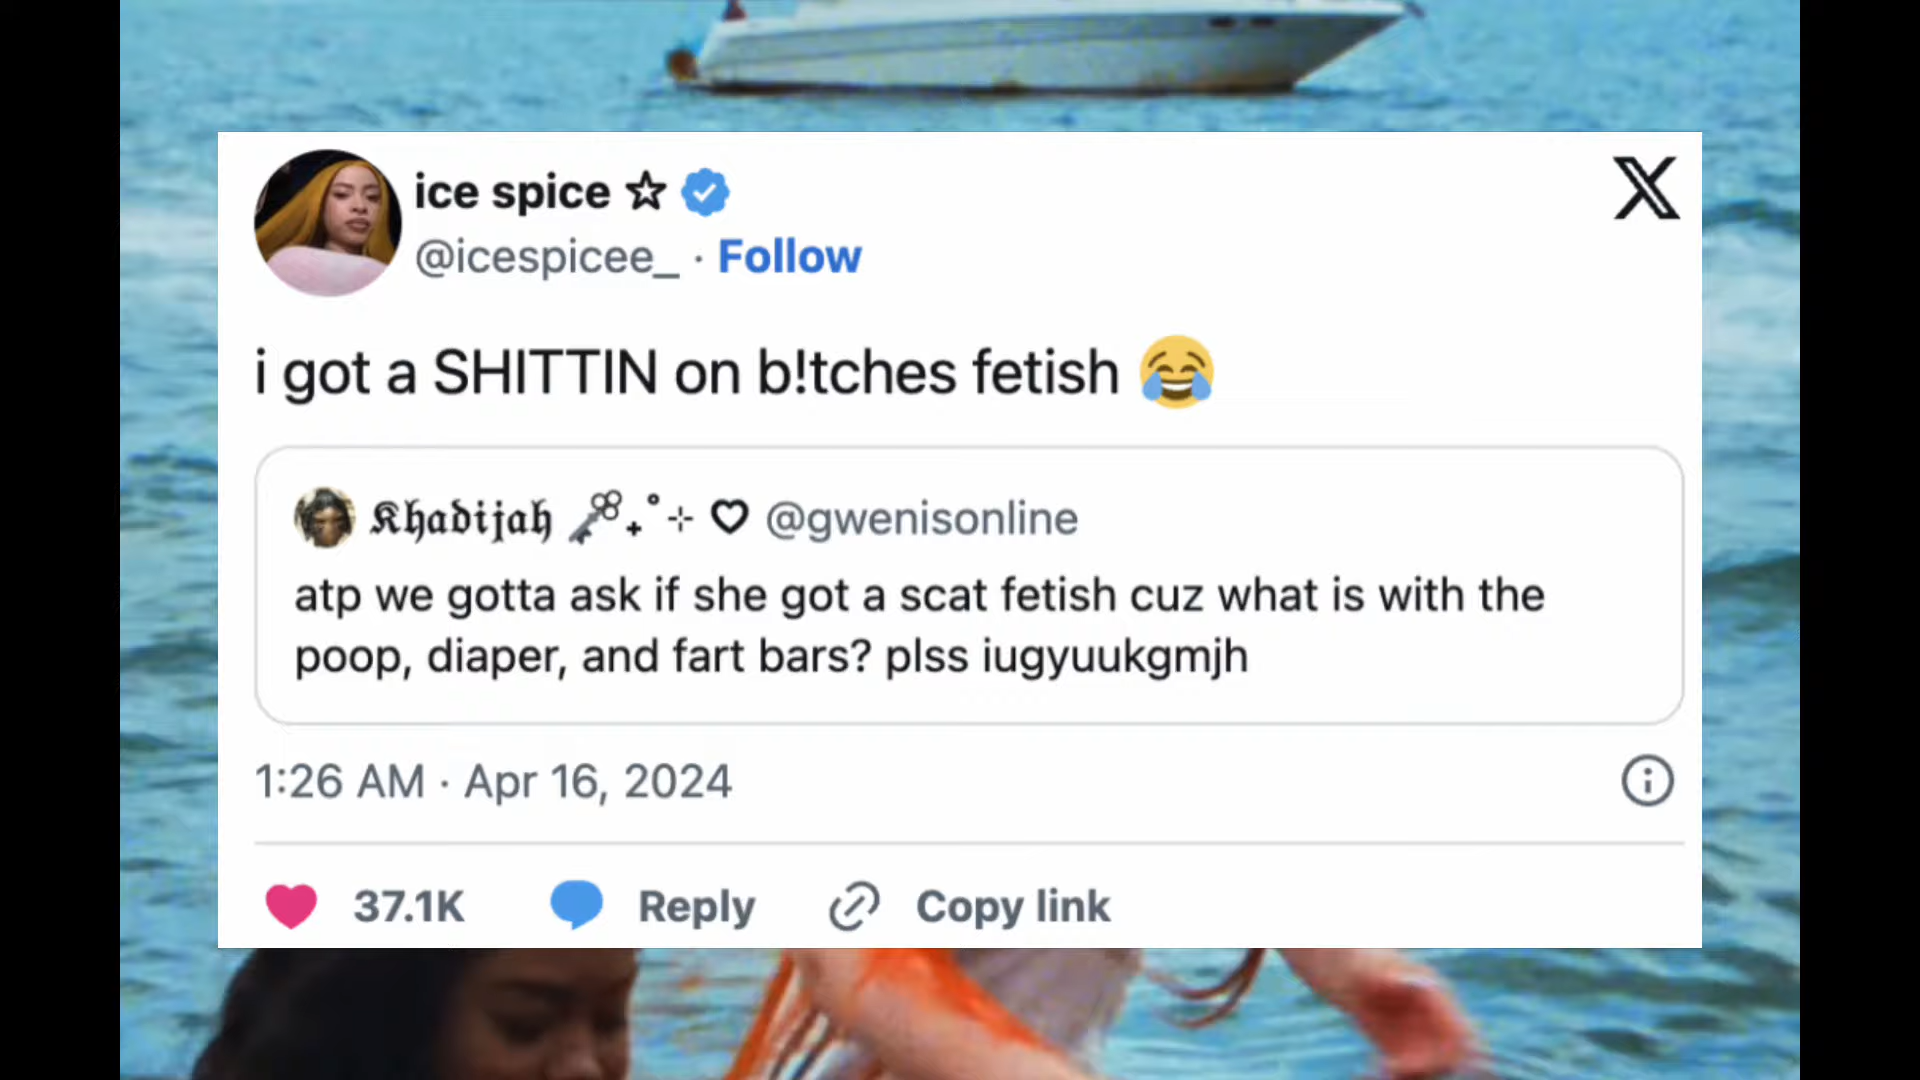 ice spice ☆
@icespicee_ · Follow
i got a SHITTIN on b!tches fetish 😂
𝕶𝖍𝖆𝖉𝖎𝖏𝖆𝖍 🗝₊˚⊹ ♡ @gwenisonline
atp we gotta ask if she got a scat fetish cuz what is with the
poop, diaper, and fart bars? plss iugyuukgmjh
1:26 AM · Apr 16, 2024
37.1K Reply Copy link